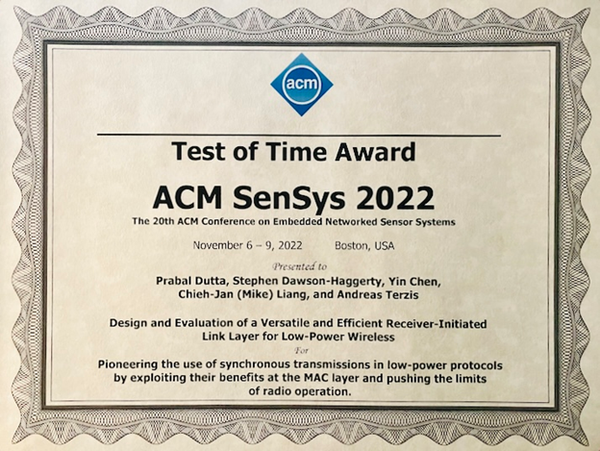 acm
Test of Time Award
ACM SenSys 2022
The 20th ACM Conference on Embedded Networked Sensor Systems
November 6 – 9, 2022 Boston, USA
Presented to
Prabal Dutta, Stephen Dawson-Haggerty, Yin Chen,
Chieh-Jan (Mike) Liang, and Andreas Terzis
Design and Evaluation of a Versatile and Efficient Receiver-Initiated
Link Layer for Low-Power Wireless
For
Pioneering the use of synchronous transmissions in low-power protocols
by exploiting their benefits at the MAC layer and pushing the limits
of radio operation.